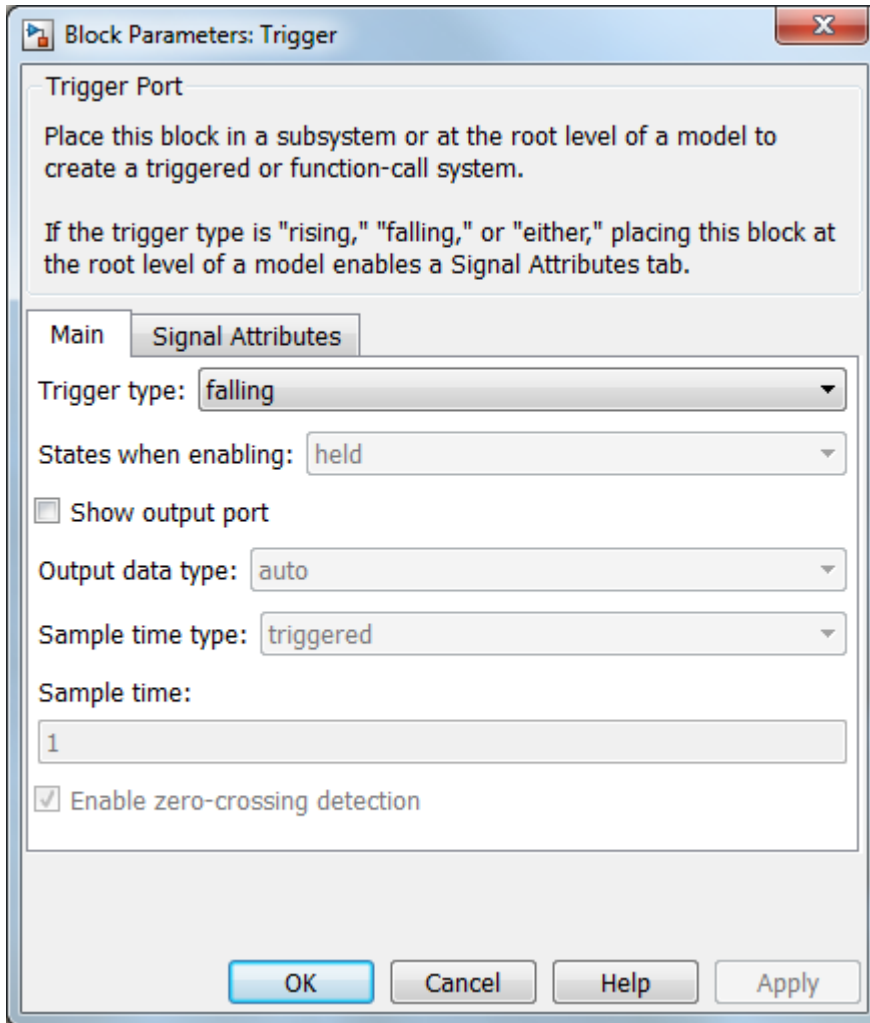 Block Parameters: Trigger
Trigger Port
Place this block in a subsystem or at the root level of a model to
create a triggered or function-call system.
If the trigger type is "rising," "falling," or "either," placing this block at
the root level of a model enables a Signal Attributes tab.
Main Signal Attributes
Trigger type: falling
States when enabling: held
Show output port
Output data type: auto
Sample time type: triggered
Sample time:
1
Enable zero-crossing detection
OK Cancel Help Apply